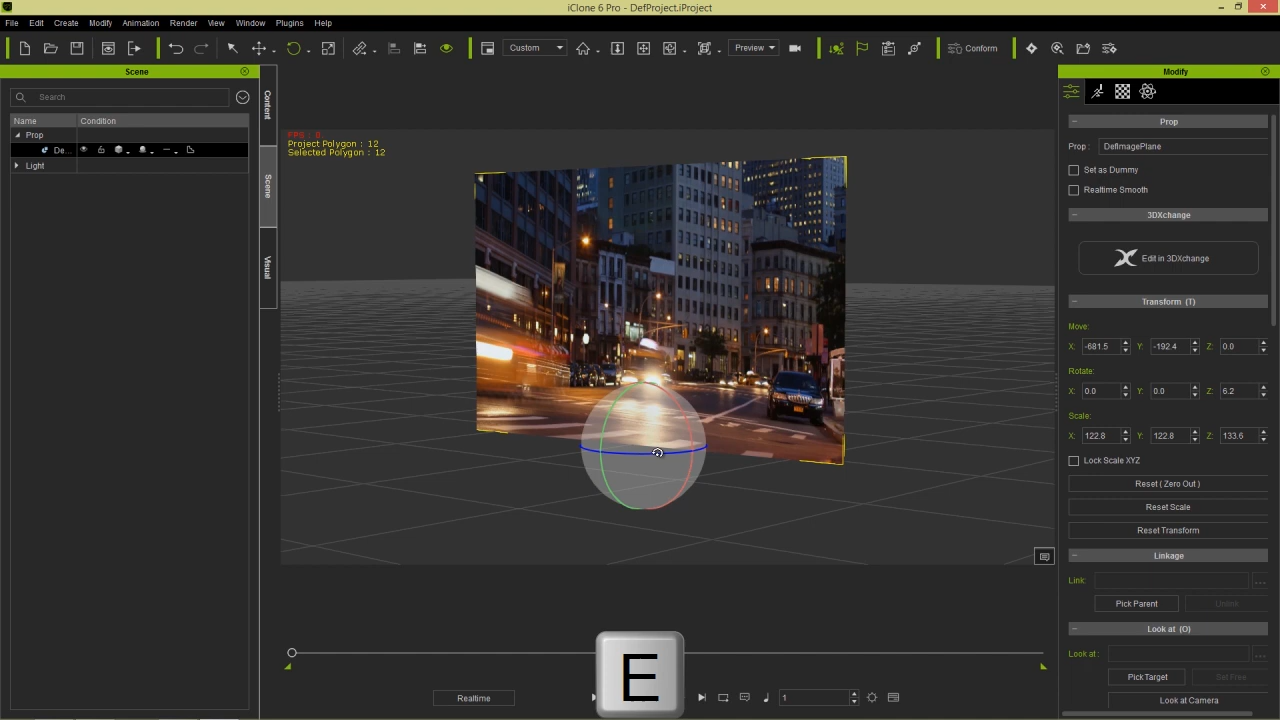 iClone 6 Pro - DefProject.iProject
File Edit Create Modify Animation Render View Window Plugins Help
Custom Preview Conform
Scene
Search
Name Condition
Prop
De...
Light
Content
Scene
Visual
FPS : 0
Project Polygon : 12
Selected Polygon : 12
Modify
Prop
Prop : DefImagePlane
Set as Dummy
Realtime Smooth
3DXchange
Edit in 3DXchange
Transform (T)
Move:
X: -681.5 Y: -192.4 Z: 0.0
Rotate:
X: 0.0 Y: 0.0 Z: 6.2
Scale:
X: 122.8 Y: 122.8 Z: 133.6
Lock Scale XYZ
Reset ( Zero Out )
Reset Scale
Reset Transform
Linkage
Link: ...
Pick Parent Unlink
Look at (O)
Look at : ...
Pick Target Set Free
Look at Camera
E
Realtime 1